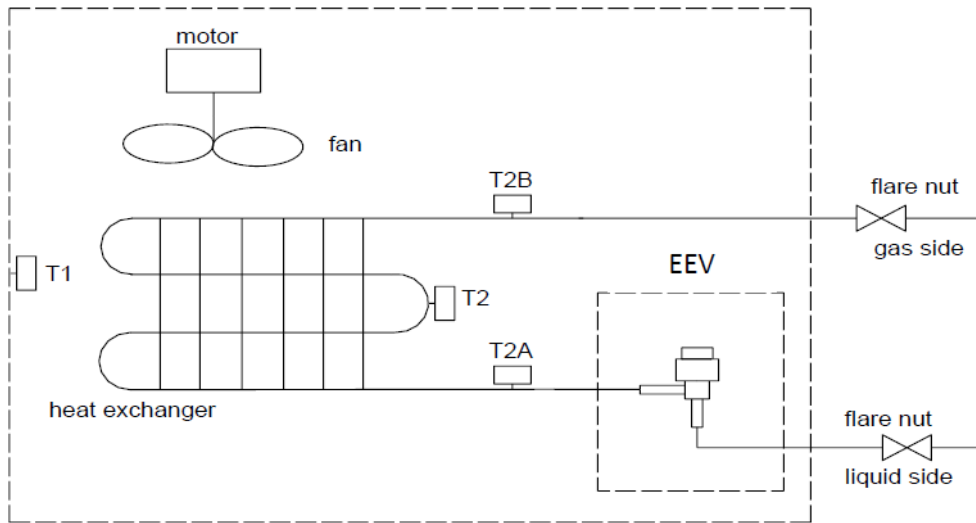 motor
fan
T2B
flare nut
gas side
EEV
T1
T2
T2A
heat exchanger
flare nut
liquid side